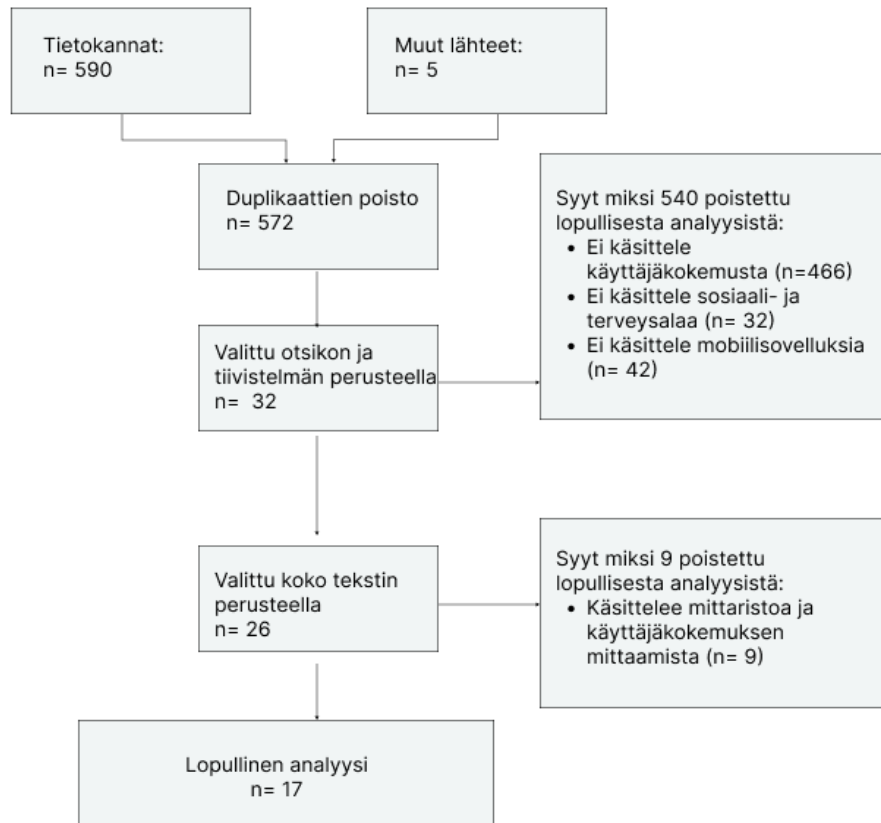 Tietokannat:
n= 590
Muut lähteet:
n= 5
Duplikaattien poisto
n= 572
Syyt miksi 540 poistettu
lopullisesta analyysistä:
• Ei käsittele
käyttäjäkokemusta (n=466)
• Ei käsittele sosiaali- ja
terveysalaa (n= 32)
• Ei käsittele mobiilisovelluksia
(n= 42)
Valittu otsikon ja
tiivistelmän perusteella
n= 32
Valittu koko tekstin
perusteella
n= 26
Syyt miksi 9 poistettu
lopullisesta analyysistä:
• Käsittelee mittaristoa ja
käyttäjäkokemuksen
mittaamista (n= 9)
Lopullinen analyysi
n= 17